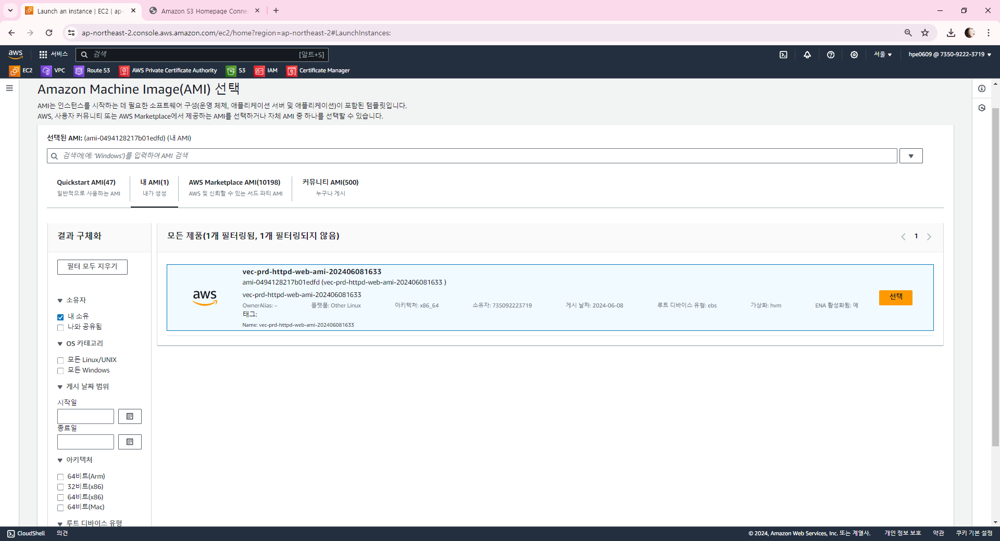 Launch an instance | EC2 | ap-
Amazon S3 Homepage Conne
ap-northeast-2.console.aws.amazon.com/ec2/home?region=ap-northeast-2#LaunchInstances:
aws
서비스
검색
[알트+S]
서울
hpe0609 @ 7350-9222-3719
EC2
VPC
Route 53
AWS Private Certificate Authority
S3
IAM
Certificate Manager
Amazon Machine Image(AMI) 선택
AMI는 인스턴스를 시작하는 데 필요한 소프트웨어 구성(운영 체제, 애플리케이션 서버 및 애플리케이션)이 포함된 템플릿입니다.
AWS, 사용자 커뮤니티 또는 AWS Marketplace에서 제공하는 AMI를 선택하거나 자체 AMI 중 하나를 선택할 수 있습니다.
선택된 AMI: (ami-0494128217b01edfd) (내 AMI)
검색어(예: 'Windows')를 입력하여 AMI 검색
Quickstart AMI(47)
일반적으로 사용하는 AMI
내 AMI(1)
내가 생성
AWS Marketplace AMI(10198)
AWS 및 신뢰할 수 있는 서드 파티 AMI
커뮤니티 AMI(500)
누구나 게시
결과 구체화
필터 모두 지우기
소유자
내 소유
나와 공유됨
OS 카테고리
모든 Linux/UNIX
모든 Windows
게시 날짜 범위
시작일
종료일
아키텍처
64비트(Arm)
32비트(x86)
64비트(x86)
64비트(Mac)
루트 디바이스 유형
모든 제품(1개 필터링됨, 1개 필터링되지 않음)
1
aws
vec-prd-httpd-web-ami-202406081633
ami-0494128217b01edfd (vec-prd-httpd-web-ami-202406081633 )
vec-prd-httpd-web-ami-202406081633
OwnerAlias: –
플랫폼: Other Linux
아키텍처: x86_64
소유자: 735092223719
게시 날짜: 2024-06-08
루트 디바이스 유형: ebs
가상화: hvm
ENA 활성화됨: 예
태그:
Name: vec-prd-httpd-web-ami-202406081633
선택
CloudShell
의견
© 2024, Amazon Web Services, Inc. 또는 계열사.
개인 정보 보호
약관
쿠키 기본 설정